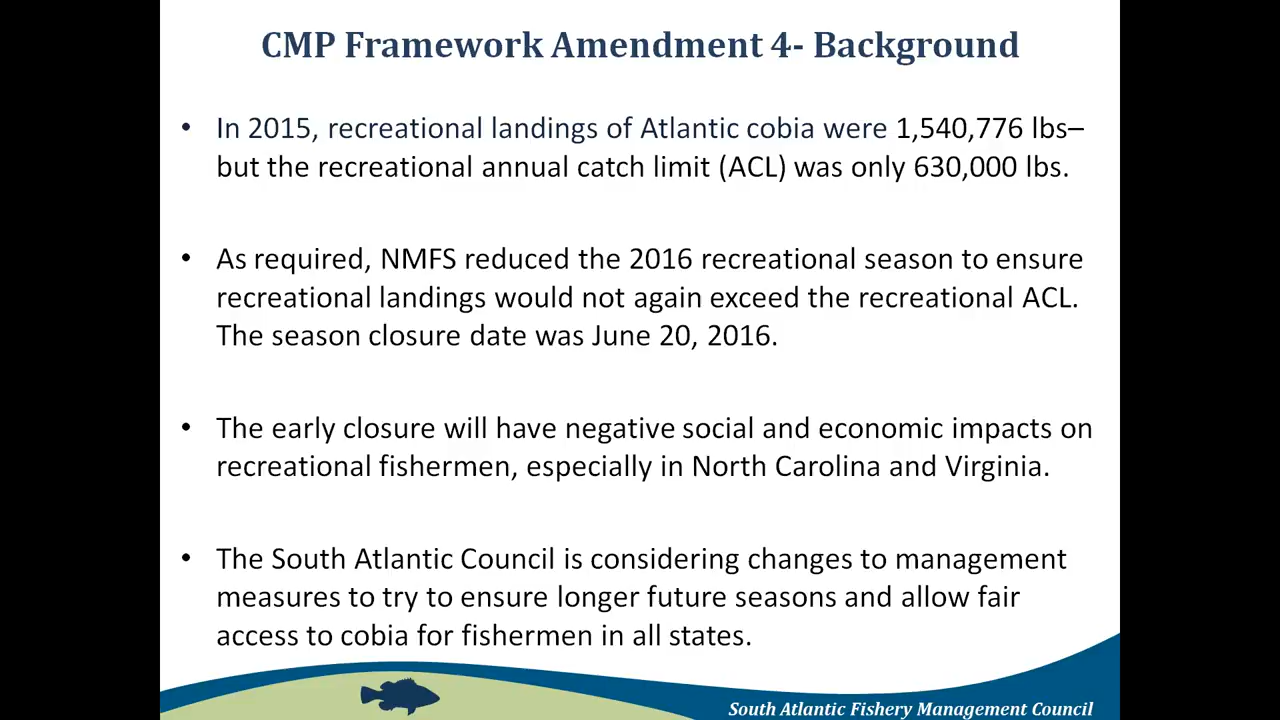 CMP Framework Amendment 4- Background
• In 2015, recreational landings of Atlantic cobia were 1,540,776 lbs–
but the recreational annual catch limit (ACL) was only 630,000 lbs.
• As required, NMFS reduced the 2016 recreational season to ensure
recreational landings would not again exceed the recreational ACL.
The season closure date was June 20, 2016.
• The early closure will have negative social and economic impacts on
recreational fishermen, especially in North Carolina and Virginia.
• The South Atlantic Council is considering changes to management
measures to try to ensure longer future seasons and allow fair
access to cobia for fishermen in all states.
South Atlantic Fishery Management Council